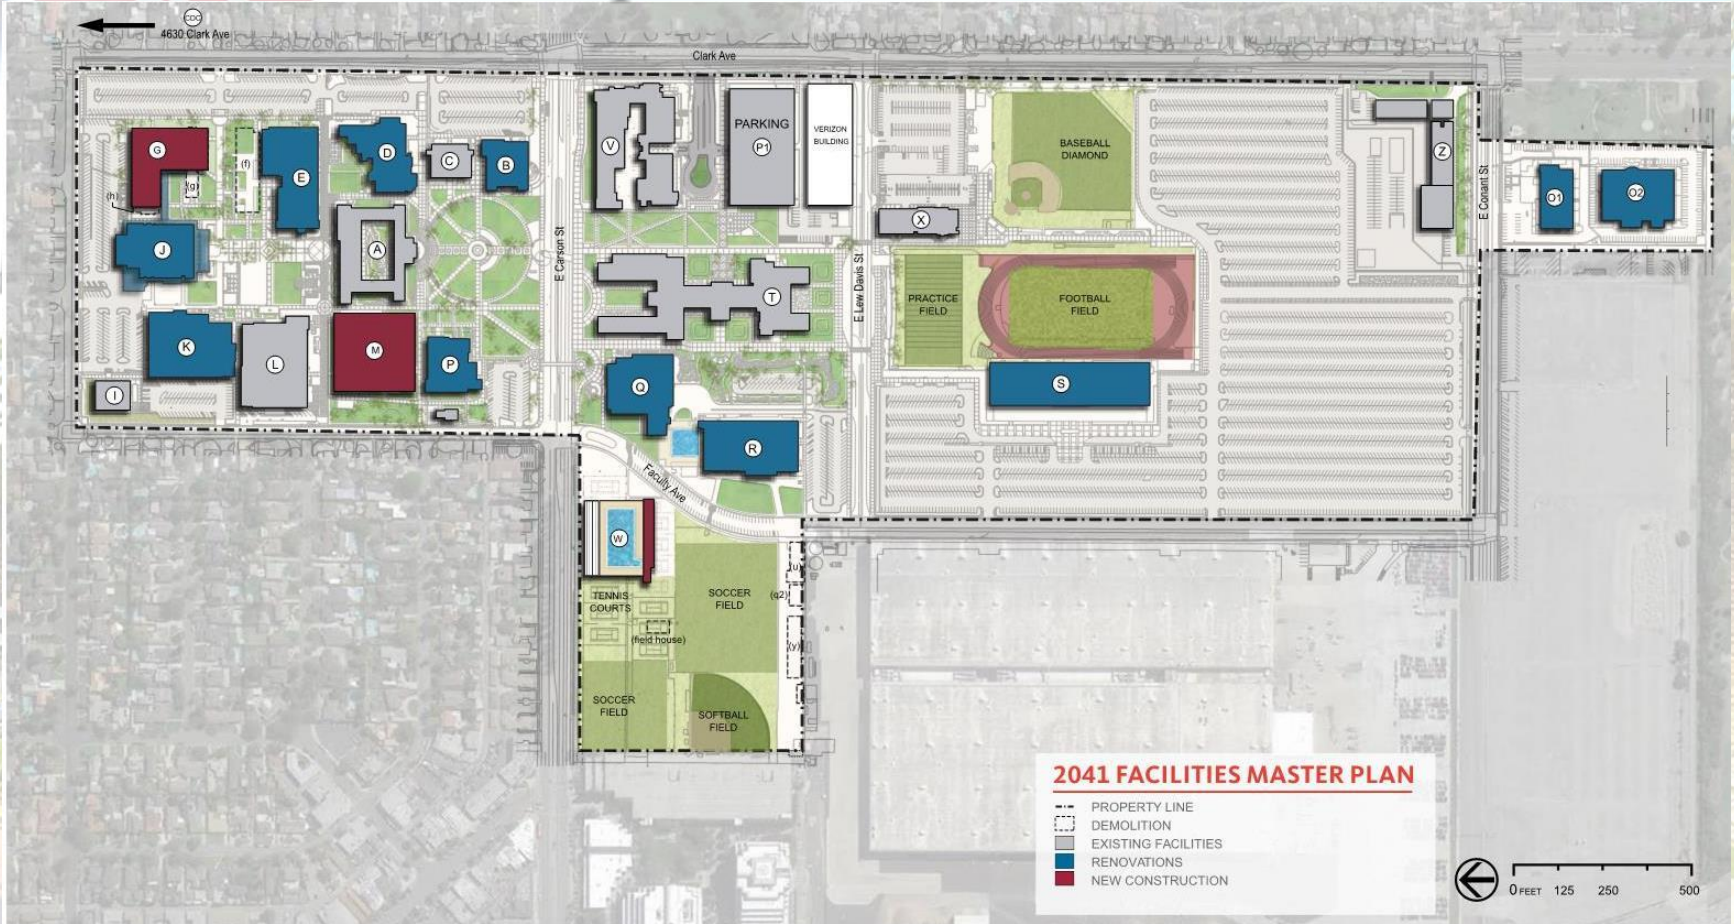 CDC
4630 Clark Ave
Clark Ave
G
(f)
(g)
(h)
E
D
C
B
J
A
K
L
M
P
I
E Carson St
V
PARKING
P1
VERIZON
BUILDING
T
Q
R
X
E Lew Davis St
BASEBALL
DIAMOND
PRACTICE
FIELD
FOOTBALL
FIELD
S
Z
E Conant St
O1
O2
Faculty Ave
W
TENNIS
COURTS
(field house)
SOCCER
FIELD
(u)
(q2)
(y)
SOCCER
FIELD
SOFTBALL
FIELD
2041 FACILITIES MASTER PLAN
PROPERTY LINE
DEMOLITION
EXISTING FACILITIES
RENOVATIONS
NEW CONSTRUCTION
0 FEET 125 250 500